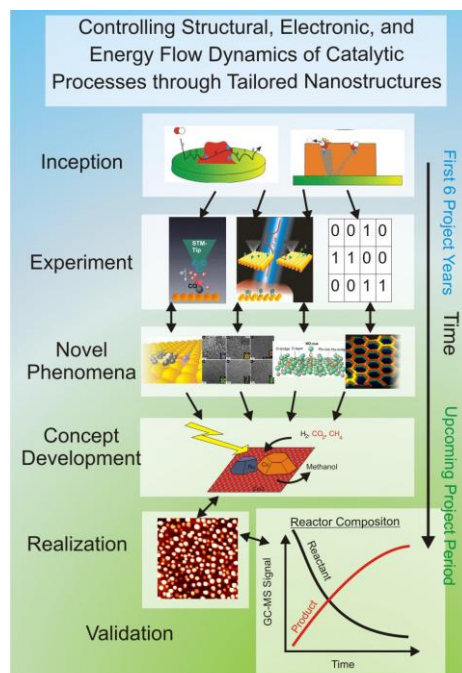 Controlling Structural, Electronic, and
Energy Flow Dynamics of Catalytic
Processes through Tailored Nanostructures
Inception
First 6 Project Years
Experiment
STM-
Tip
CO
0 0 1 0
1 1 0 0
0 0 1 1
Time
Novel
Phenomena
Concept
Development
H₂, CO₂, CH₄
Methanol
Upcoming Project Period
Realization
Reactor Compositon
GC-MS Signal
Reactant
Product
Time
Validation